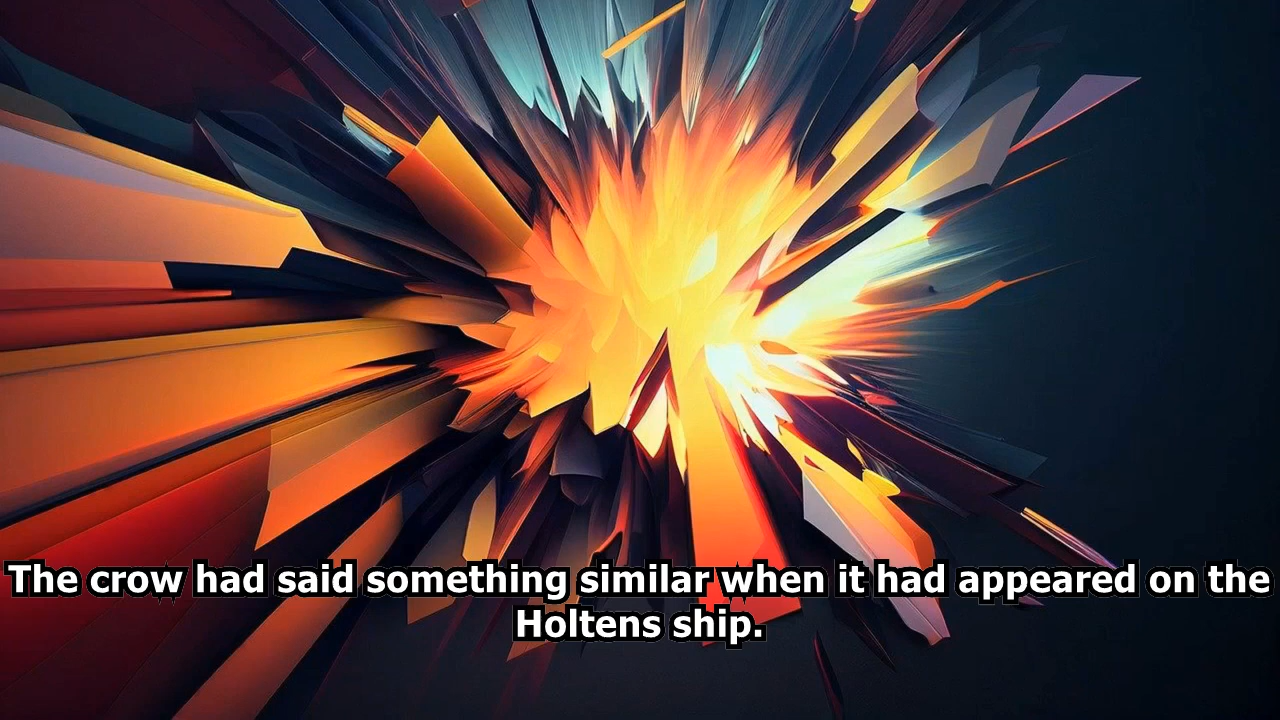 The crow had said something similar when it had appeared on the
Holtens ship.